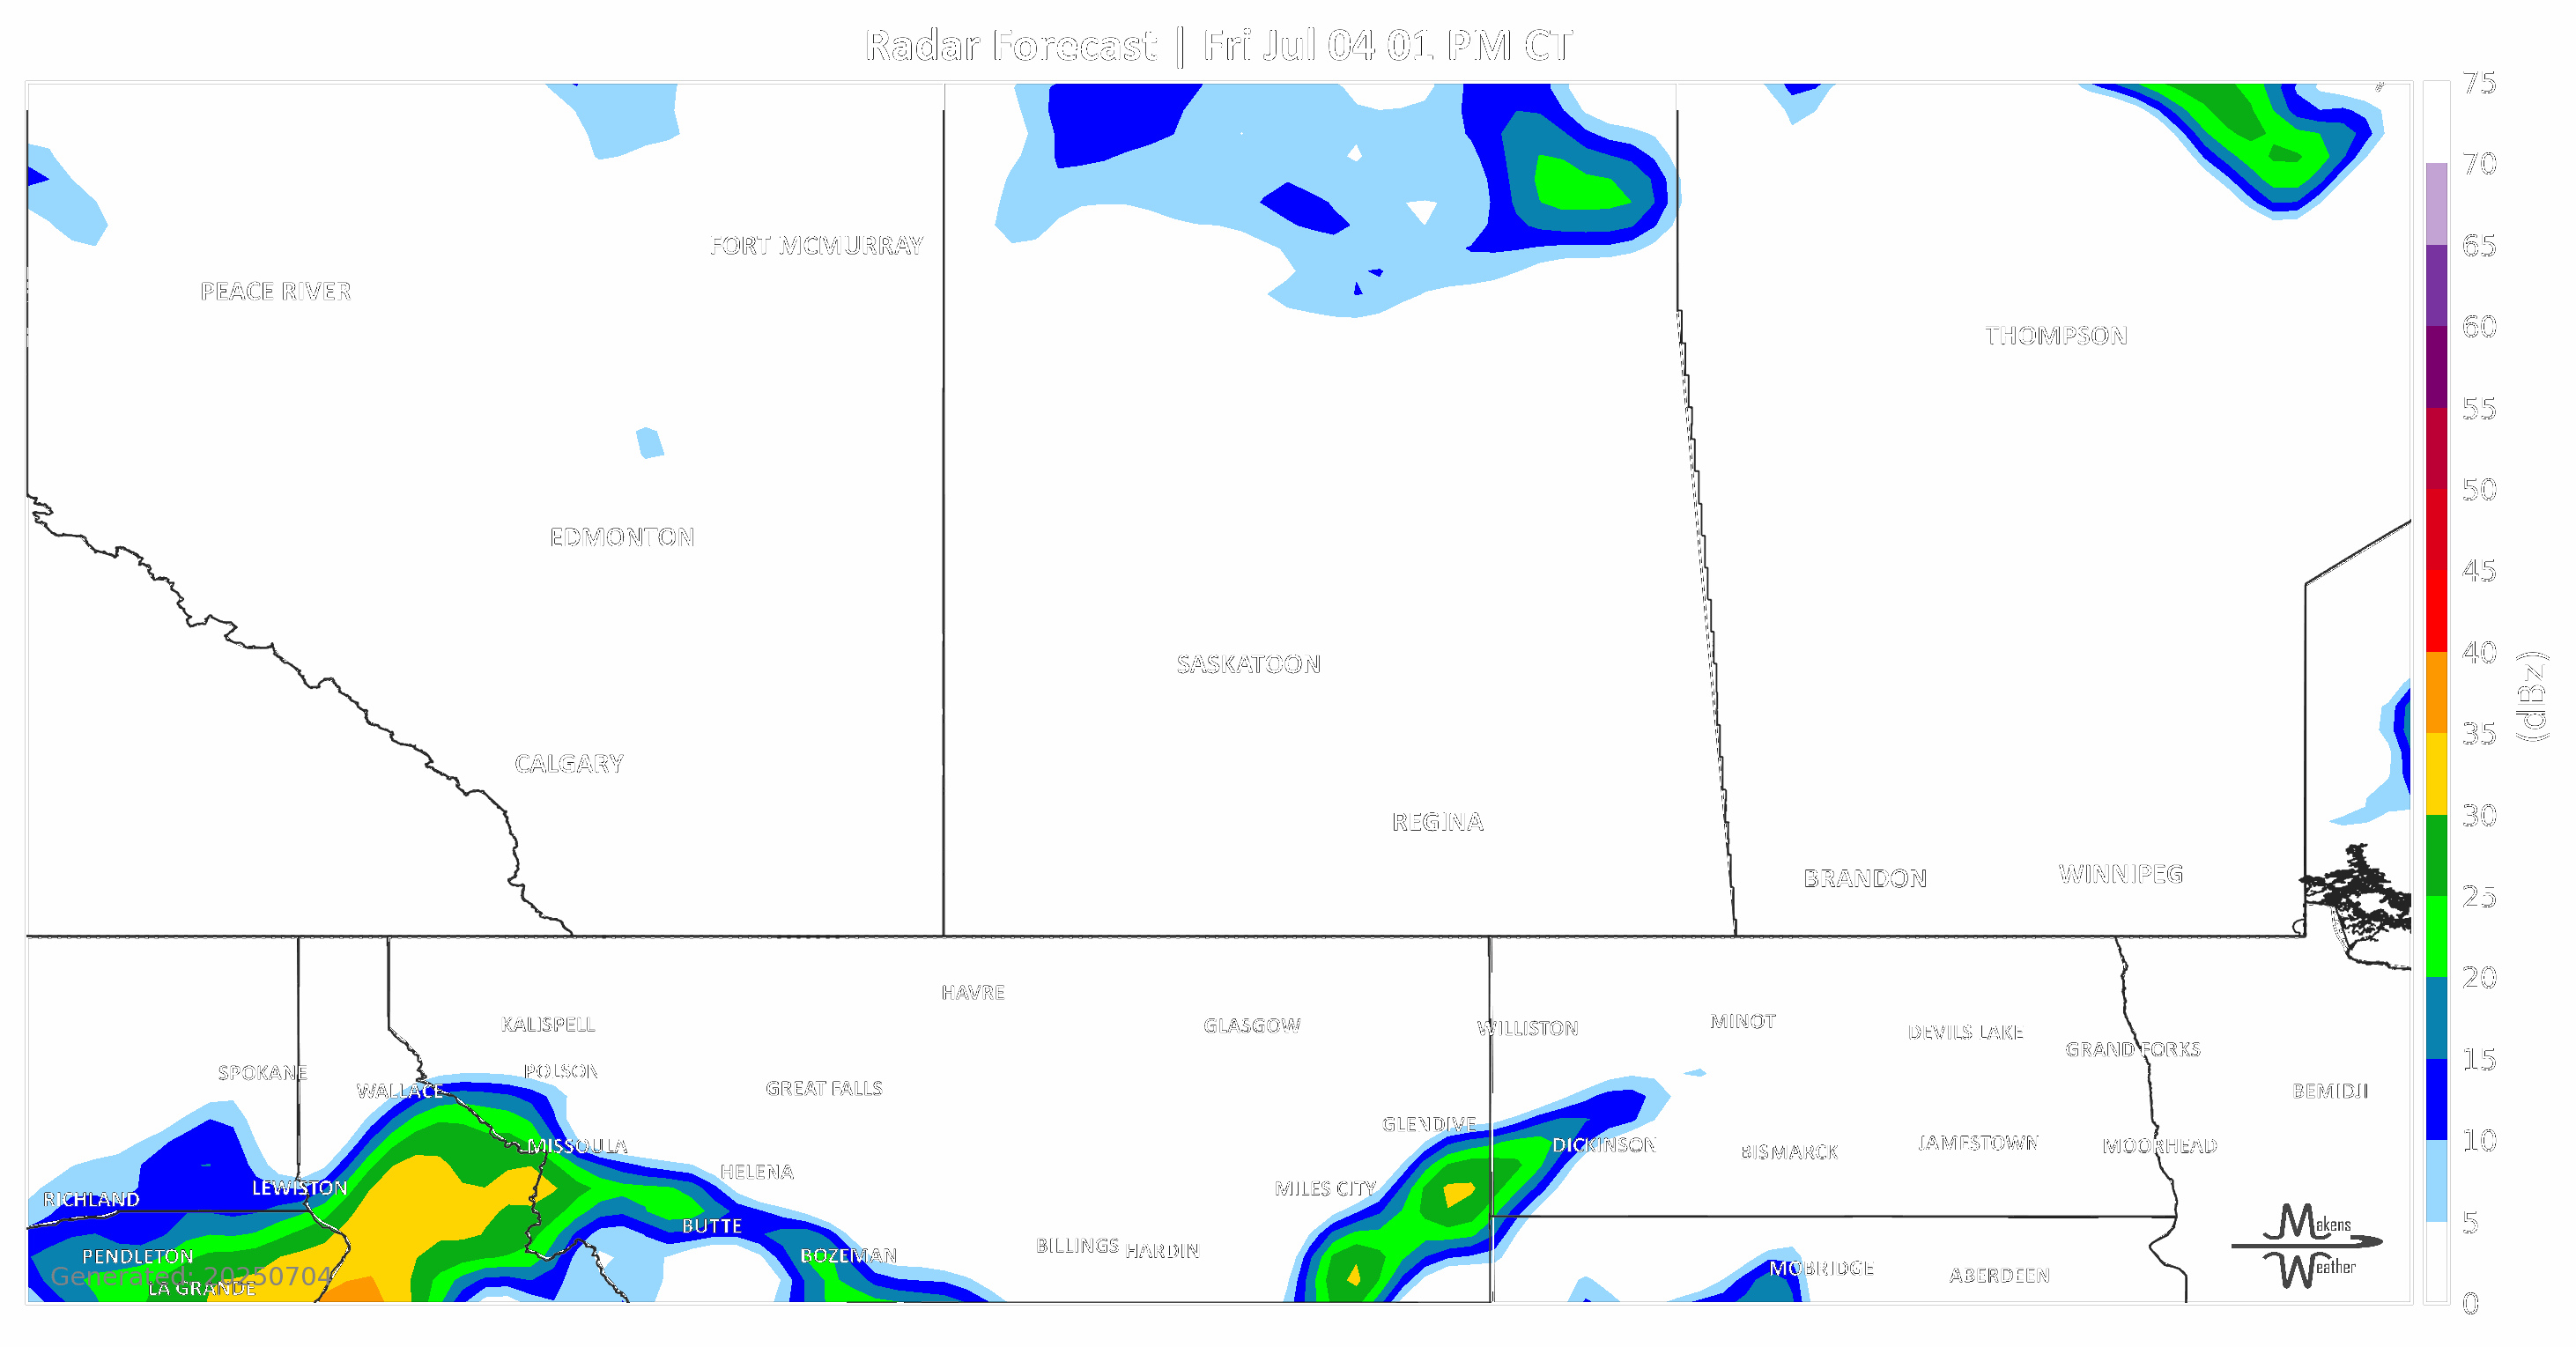 Radar Forecast | Fri Jul 04 01 PM CT
75
70
65
60
55
50
45
40
35
30
25
20
15
10
5
0
(dBz)
FORT MCMURRAY
PEACE RIVER
THOMPSON
EDMONTON
SASKATOON
CALGARY
REGINA
BRANDON
WINNIPEG
HAVRE
KALISPELL
GLASGOW
WILLISTON
MINOT
DEVILS LAKE
GRAND FORKS
SPOKANE
POLSON
WALLACE
GREAT FALLS
BEMIDJI
GLENDIVE
MISSOULA
DICKINSON
BISMARCK
JAMESTOWN
MOORHEAD
HELENA
RICHLAND
LEWISTON
MILES CITY
BUTTE
PENDLETON
BOZEMAN
BILLINGS
HARDIN
MOBRIDGE
ABERDEEN
Generated: 20250704
LA GRANDE
Makens
Weather